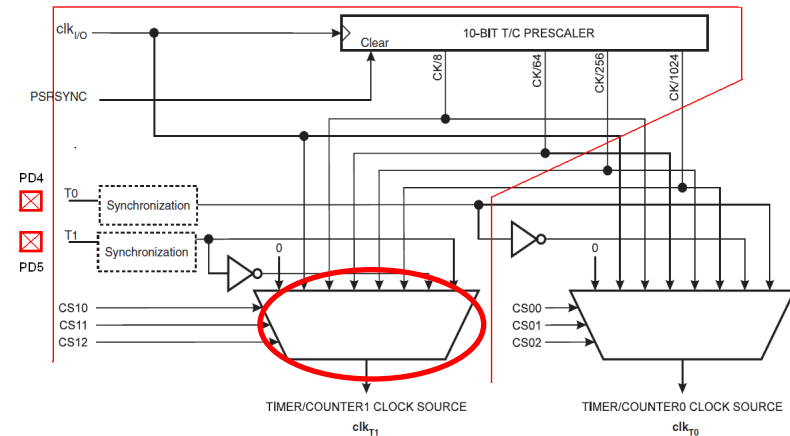 clkI/O
10-BIT T/C PRESCALER
Clear
CK/8
CK/64
CK/256
CK/1024
PSRSYNC
PD4
T0
Synchronization
T1
Synchronization
PD5
0
0
CS10
CS11
CS12
CS00
CS01
CS02
TIMER/COUNTER1 CLOCK SOURCE
clkT1
TIMER/COUNTER0 CLOCK SOURCE
clkT0